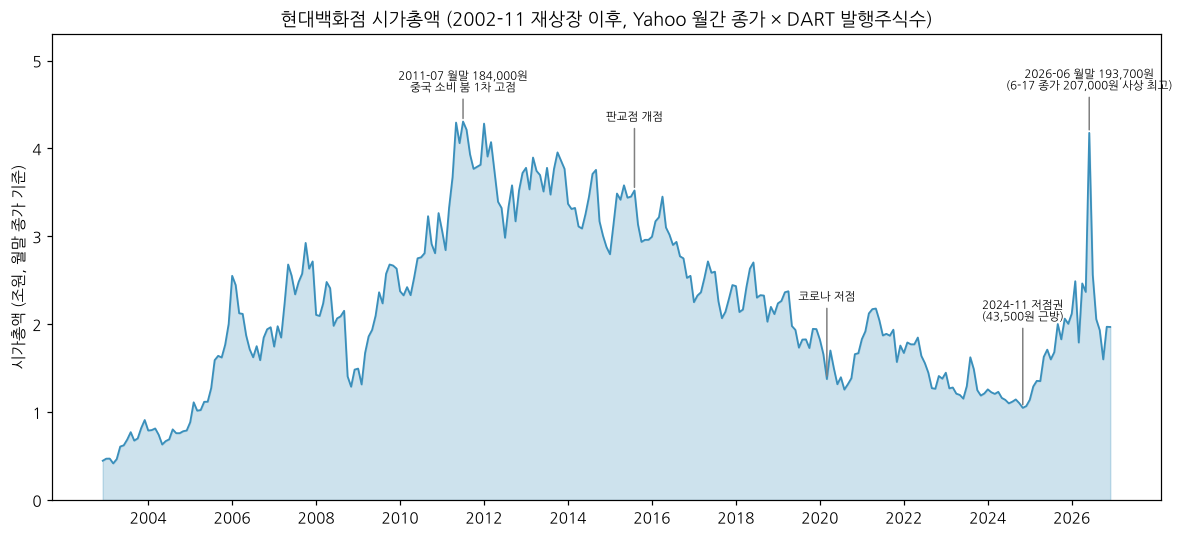 현대백화점 시가총액 (2002-11 재상장 이후, Yahoo 월간 종가 × DART 발행주식수)
시가총액 (조원, 월말 종가 기준)
5
4
3
2
1
0
2011-07 월말 184,000원
중국 소비 붐 1차 고점
판교점 개점
코로나 저점
2024-11 저점권
(43,500원 근방)
2026-06 월말 193,700원
(6-17 종가 207,000원 사상 최고)
2004
2006
2008
2010
2012
2014
2016
2018
2020
2022
2024
2026